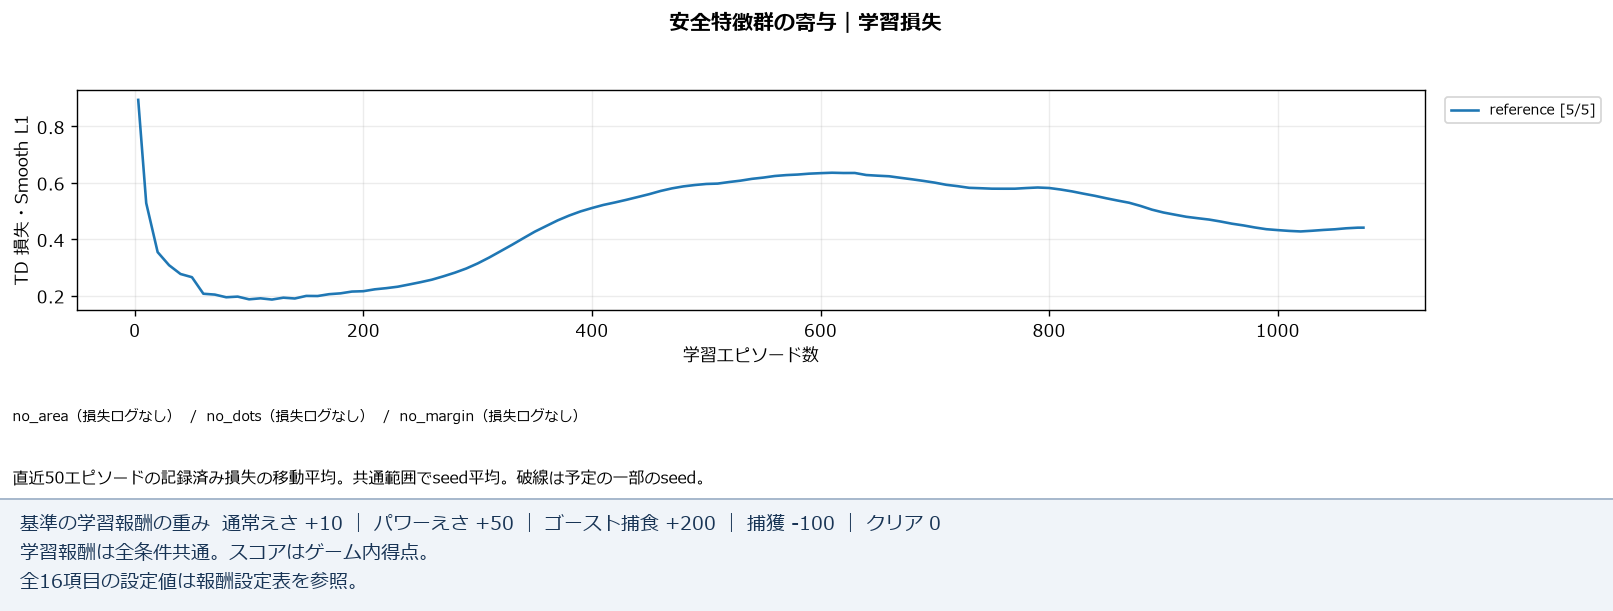 安全特徴群の寄与｜学習損失
TD 損失・Smooth L1
0.8
0.6
0.4
0.2
0
200
400
600
800
1000
学習エピソード数
reference [5/5]
no_area（損失ログなし） / no_dots（損失ログなし） / no_margin（損失ログなし）
直近50エピソードの記録済み損失の移動平均。共通範囲でseed平均。破線は予定の一部のseed。
基準の学習報酬の重み 通常えさ +10 ｜ パワーえさ +50 ｜ ゴースト捕食 +200 ｜ 捕獲 -100 ｜ クリア 0
学習報酬は全条件共通。スコアはゲーム内得点。
全16項目の設定値は報酬設定表を参照。